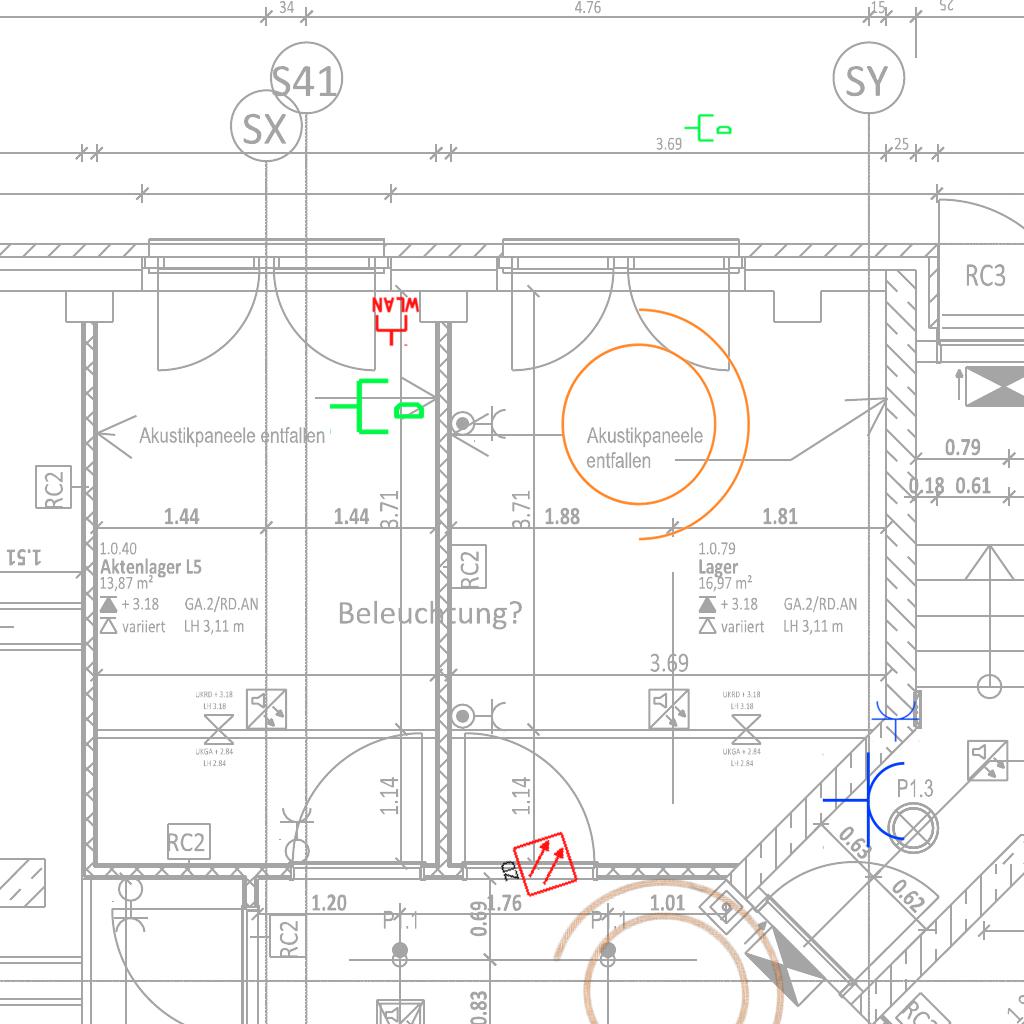 34
4.76
15
25
S41
SY
SX
3.69
25
RC3
WLAN
Akustikpaneele entfallen
Akustikpaneele
entfallen
RC2
0.79
0.18 0.61
3.71
3.71
1.44
1.44
1.88
1.81
1.51
1.0.40
Aktenlager L5
13,87 m²
+ 3.18 GA.2/RD.AN
variiert LH 3,11 m
RC2
1.0.79
Lager
16,97 m²
+ 3.18 GA.2/RD.AN
variiert LH 3,11 m
Beleuchtung?
3.69
UKRD + 3.18
LH 3.18
UKGA + 2.84
LH 2.84
UKRD + 3.18
LH 3.18
UKGA + 2.84
LH 2.84
1.14
1.14
P1.3
RC2
0.63
ZD
0.62
1.20
0.69
1.76
1.01
RC2
P1.1
P1.1
0.83